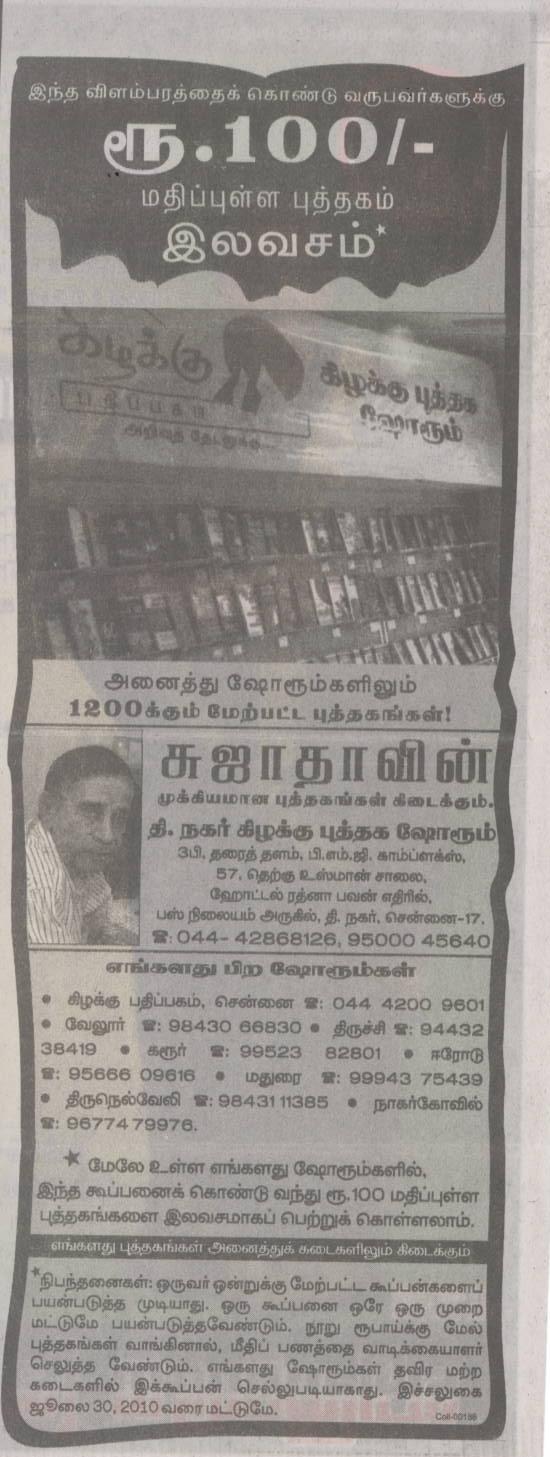 இந்த விளம்பரத்தைக் கொண்டு வருபவர்களுக்கு
ரூ.100/-
மதிப்புள்ள புத்தகம்
இலவசம்*
கிழக்கு
பதிப்பகம்
அறிவுத் தேடலுக்கு...
கிழக்கு புத்தக
ஷோரூம்
அனைத்து ஷோரூம்களிலும்
1200க்கும் மேற்பட்ட புத்தகங்கள்!
சுஜாதாவின்
முக்கியமான புத்தகங்கள் கிடைக்கும்.
தி. நகர் கிழக்கு புத்தக ஷோரூம்
3பி, தரைத் தளம், பி.எம்.ஜி. காம்ப்ளக்ஸ்,
57, தெற்கு உஸ்மான் சாலை,
ஹோட்டல் ரத்னா பவன் எதிரில்,
பஸ் நிலையம் அருகில், தி. நகர், சென்னை-17.
☎: 044- 42868126, 95000 45640
எங்களது பிற ஷோரூம்கள்
• கிழக்கு பதிப்பகம், சென்னை ☎: 044 4200 9601
• வேலூர் ☎: 98430 66830 • திருச்சி ☎: 94432
38419 • கரூர் ☎: 99523 82801 • ஈரோடு
☎: 95666 09616 • மதுரை ☎: 99943 75439
• திருநெல்வேலி ☎: 98431 11385 • நாகர்கோவில்
☎: 96774 79976.
★ மேலே உள்ள எங்களது ஷோரூம்களில்,
இந்த கூப்பனைக் கொண்டு வந்து ரூ.100 மதிப்புள்ள
புத்தகங்களை இலவசமாகப் பெற்றுக் கொள்ளலாம்.
எங்களது புத்தகங்கள் அனைத்துக் கடைகளிலும் கிடைக்கும்
*நிபந்தனைகள்: ஒருவர் ஒன்றுக்கு மேற்பட்ட கூப்பன்களைப்
பயன்படுத்த முடியாது. ஒரு கூப்பனை ஒரே ஒரு முறை
மட்டுமே பயன்படுத்தவேண்டும். நூறு ரூபாய்க்கு மேல்
புத்தகங்கள் வாங்கினால், மீதிப் பணத்தை வாடிக்கையாளர்
செலுத்த வேண்டும். எங்களது ஷோரூம்கள் தவிர மற்ற
கடைகளில் இக்கூப்பன் செல்லுபடியாகாது. இச்சலுகை
ஜூலை 30, 2010 வரை மட்டுமே.